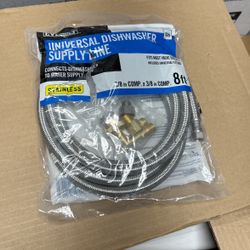 UNIVERSAL DISHWASHER
SUPPLY LINE
CONNECTS DISHWASHER
TO WATER SUPPLY
STAINLESS
3/8 in COMP. x 3/8 in COMP.
8 ft